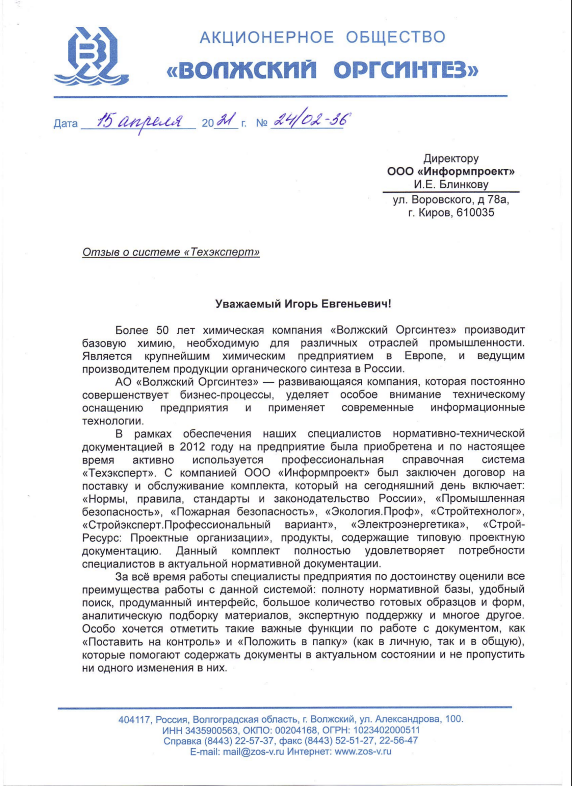 АКЦИОНЕРНОЕ ОБЩЕСТВО
«ВОЛЖСКИЙ ОРГСИНТЕЗ»
Дата 15 апреля 2021 г. № 24/02-36
Директору
ООО «Информпроект»
И.Е. Блинкову
ул. Воровского, д 78а,
г. Киров, 610035
Отзыв о системе «Техэксперт»
Уважаемый Игорь Евгеньевич!
Более 50 лет химическая компания «Волжский Оргсинтез» производит
базовую химию, необходимую для различных отраслей промышленности.
Является крупнейшим химическим предприятием в Европе, и ведущим
производителем продукции органического синтеза в России.
АО «Волжский Оргсинтез» — развивающаяся компания, которая постоянно
совершенствует бизнес-процессы, уделяет особое внимание техническому
оснащению предприятия и применяет современные информационные
технологии.
В рамках обеспечения наших специалистов нормативно-технической
документацией в 2012 году на предприятие была приобретена и по настоящее
время активно используется профессиональная справочная система
«Техэксперт». С компанией ООО «Информпроект» был заключен договор на
поставку и обслуживание комплекта, который на сегодняшний день включает:
«Нормы, правила, стандарты и законодательство России», «Промышленная
безопасность», «Пожарная безопасность», «Экология.Проф», «Стройтехнолог»,
«Стройэксперт.Профессиональный вариант», «Электроэнергетика», «Строй-
Ресурс: Проектные организации», продукты, содержащие типовую проектную
документацию. Данный комплект полностью удовлетворяет потребности
специалистов в актуальной нормативной документации.
За всё время работы специалисты предприятия по достоинству оценили все
преимущества работы с данной системой: полноту нормативной базы, удобный
поиск, продуманный интерфейс, большое количество готовых образцов и форм,
аналитическую подборку материалов, экспертную поддержку и многое другое.
Особо хочется отметить такие важные функции по работе с документом, как
«Поставить на контроль» и «Положить в папку» (как в личную, так и в общую),
которые помогают содержать документы в актуальном состоянии и не пропустить
ни одного изменения в них.
404117, Россия, Волгоградская область, г. Волжский, ул. Александрова, 100.
ИНН 3435900563, ОКПО: 00204168, ОГРН: 1023402000511
Справка (8443) 22-57-37, факс (8443) 52-51-27, 22-56-47
E-mail: mail@zos-v.ru Интернет: www.zos-v.ru